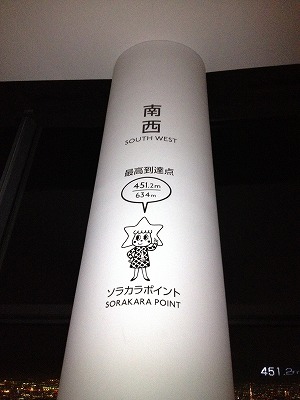 南
西
SOUTH WEST
最高到達点
451.2m
634m
ソラカラポイント
SORAKARA POINT
451.2m